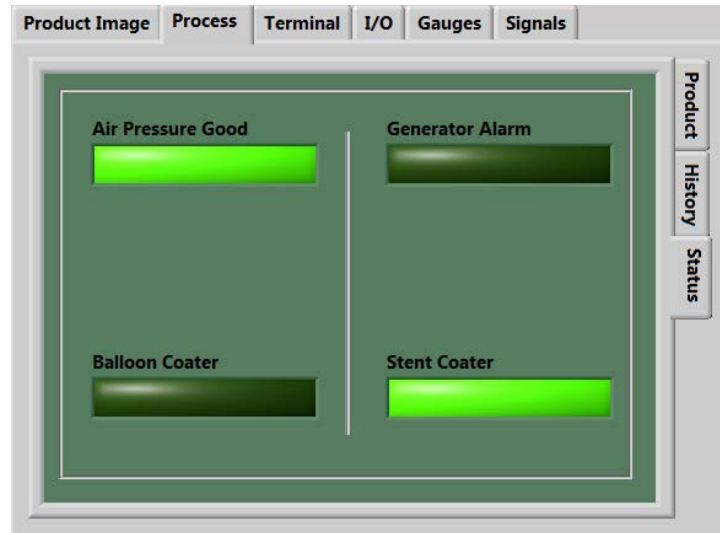 Product Image Process Terminal I/O Gauges Signals
Product
History
Status
Air Pressure Good
Generator Alarm
Balloon Coater
Stent Coater